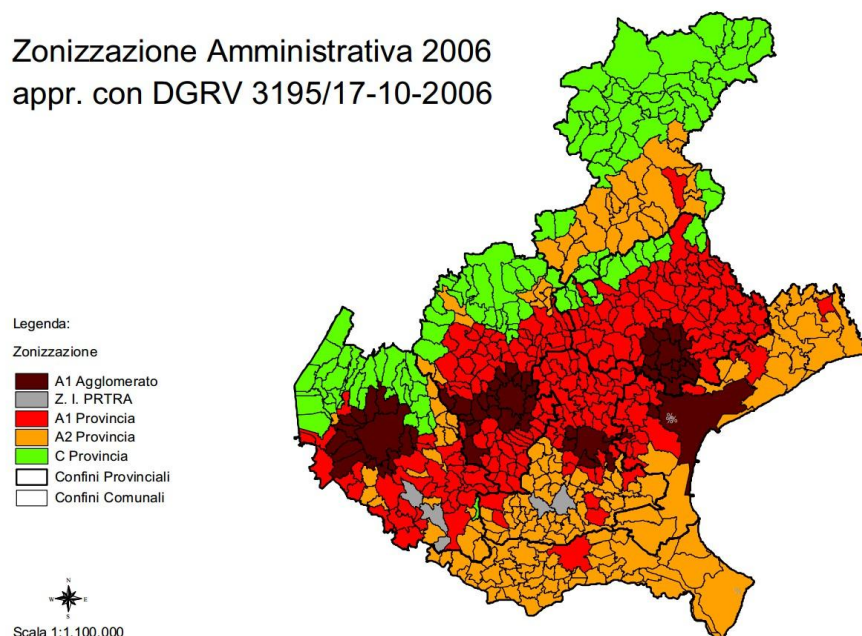 Zonizzazione Amministrativa 2006
appr. con DGRV 3195/17-10-2006
Legenda:
Zonizzazione
A1 Agglomerato
Z. I. PRTRA
A1 Provincia
A2 Provincia
C Provincia
Confini Provinciali
Confini Comunali
N
W E
S
Scala 1:1.100.000